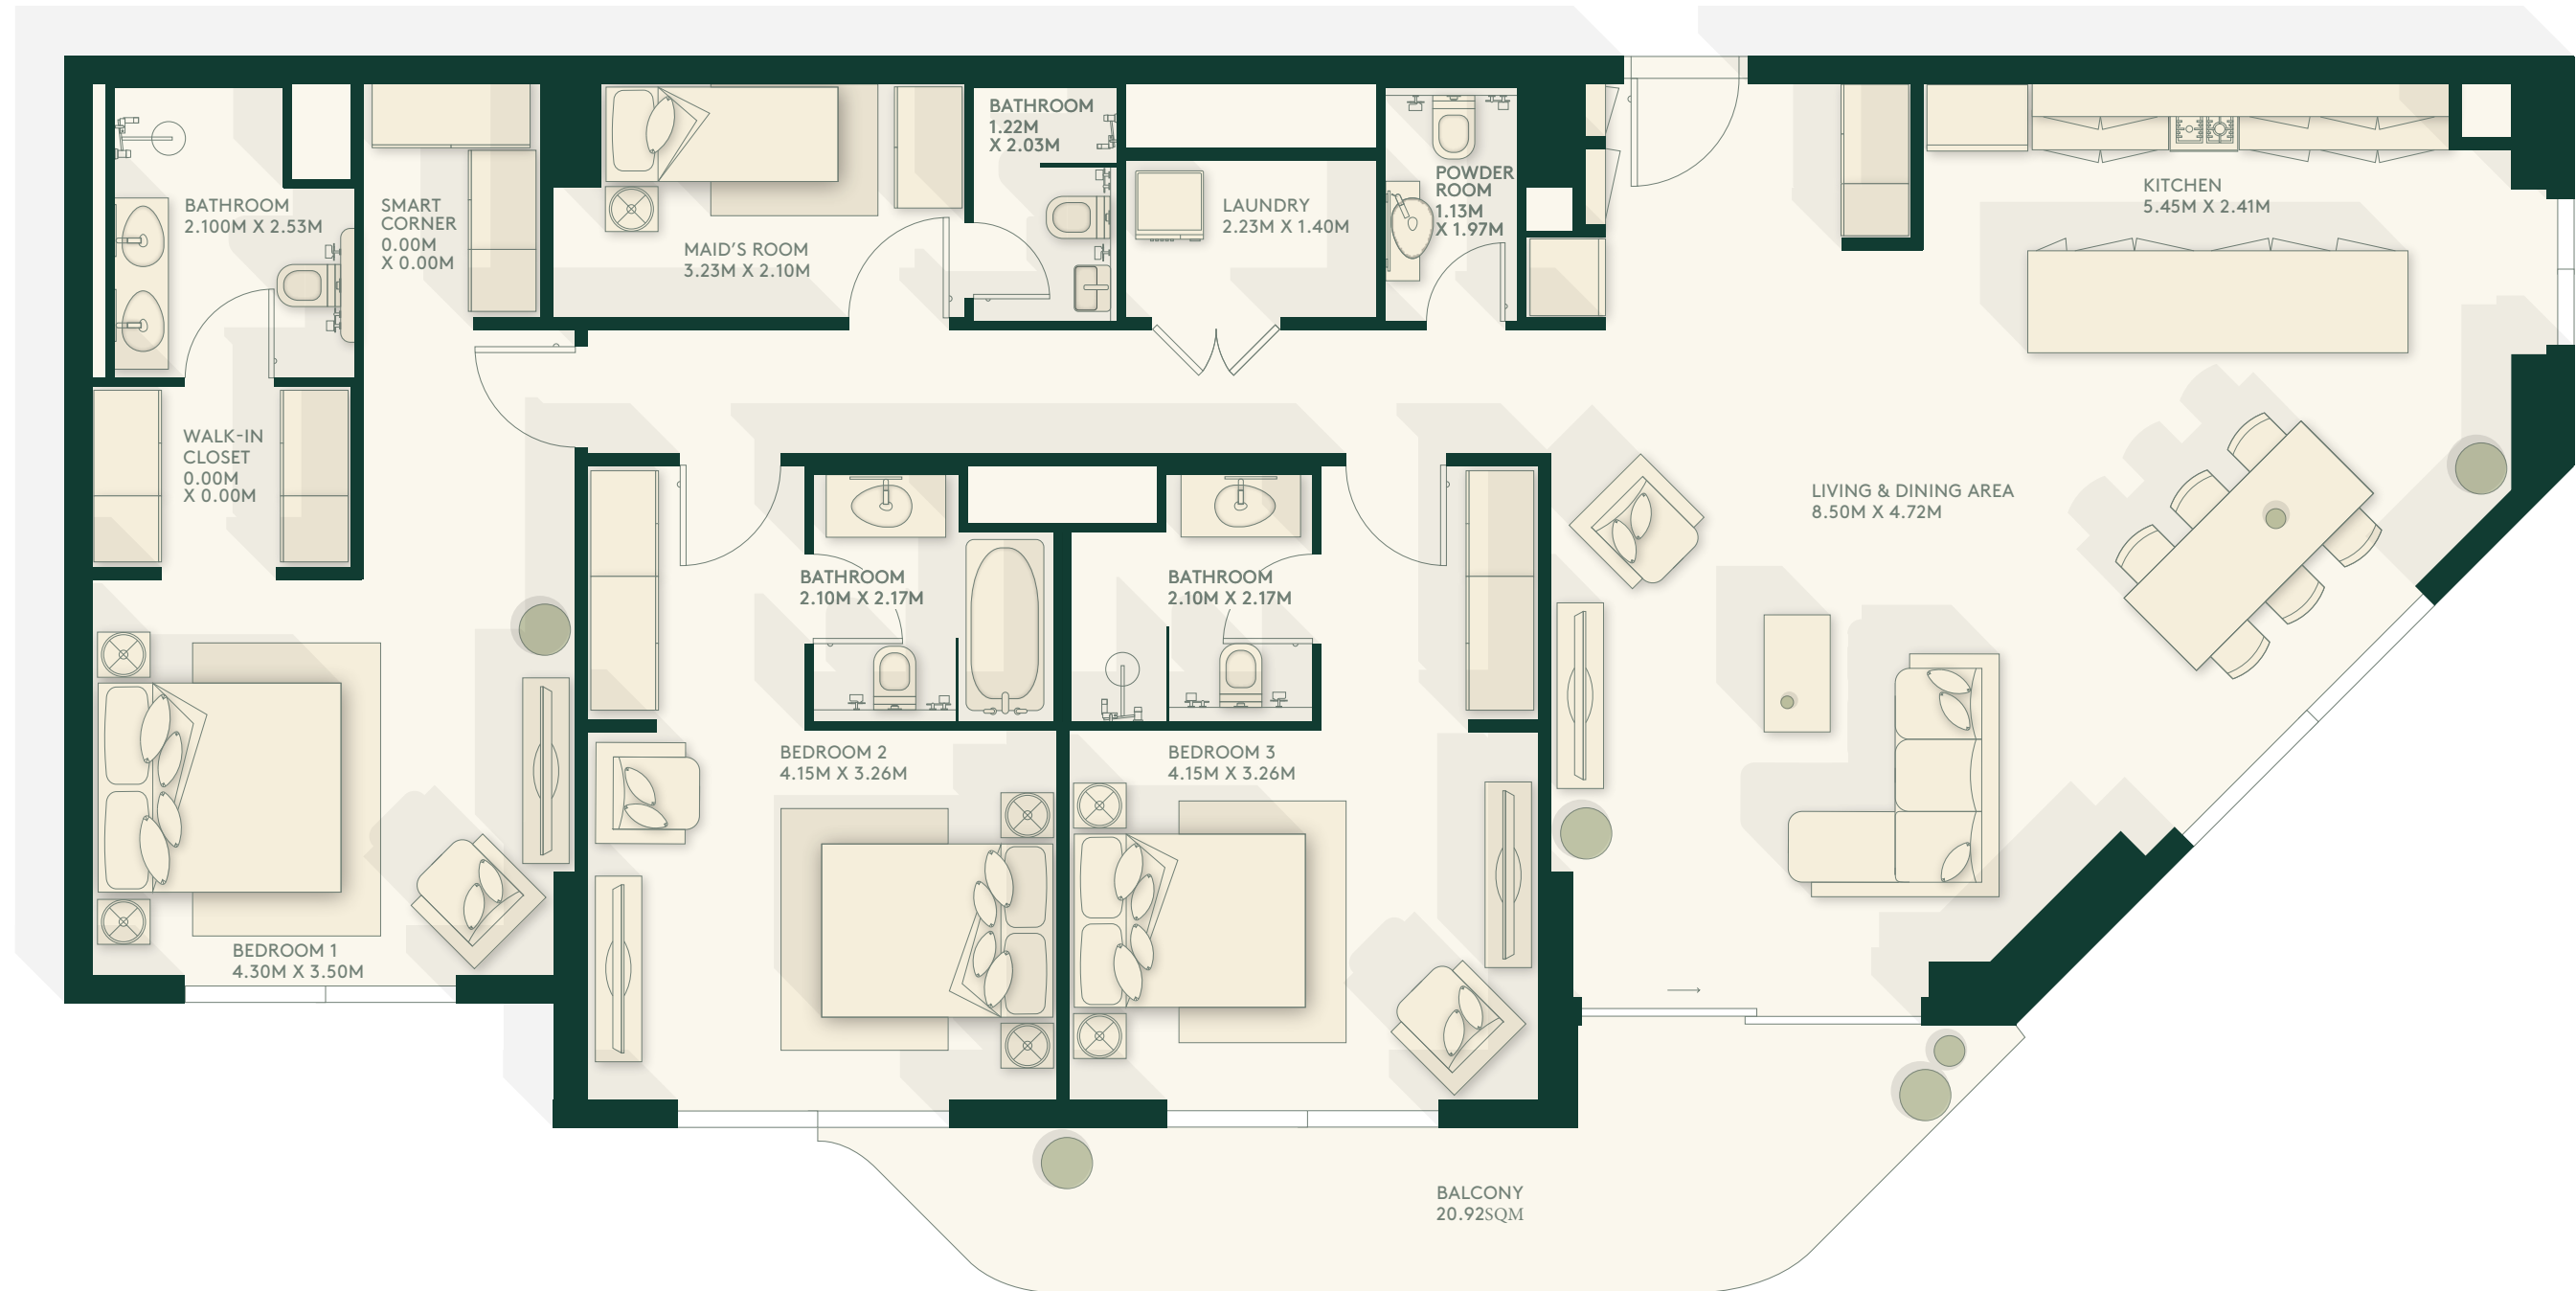 BATHROOM
2.100M X 2.53M
SMART
CORNER
0.00M
X 0.00M
MAID'S ROOM
3.23M X 2.10M
BATHROOM
1.22M
X 2.03M
LAUNDRY
2.23M X 1.40M
POWDER
ROOM
1.13M
X 1.97M
KITCHEN
5.45M X 2.41M
WALK-IN
CLOSET
0.00M
X 0.00M
BATHROOM
2.10M X 2.17M
BATHROOM
2.10M X 2.17M
LIVING & DINING AREA
8.50M X 4.72M
BEDROOM 1
4.30M X 3.50M
BEDROOM 2
4.15M X 3.26M
BEDROOM 3
4.15M X 3.26M
BALCONY
20.92SQM